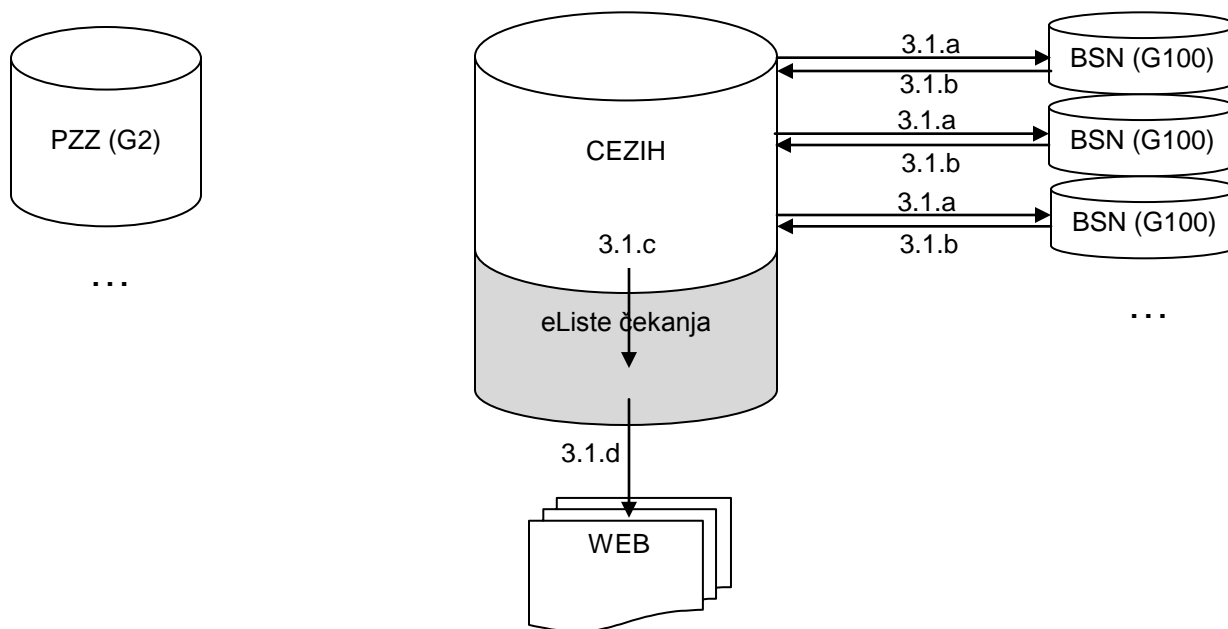 PZZ (G2)
...
CEZIH
3.1.c
eListe čekanja
3.1.d
WEB
3.1.a
3.1.b
BSN (G100)
3.1.a
3.1.b
BSN (G100)
3.1.a
3.1.b
BSN (G100)
...